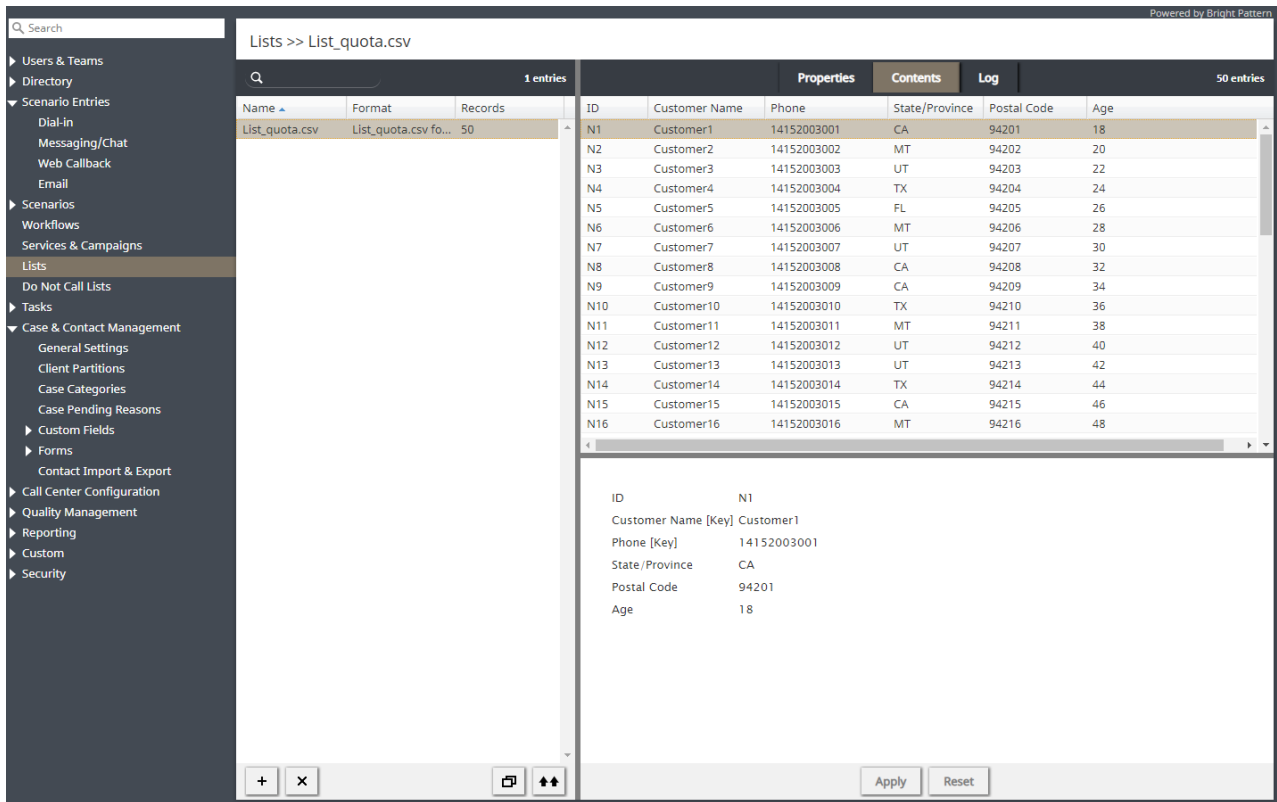 Powered by Bright Pattern
Search
Users & Teams
Directory
Scenario Entries
Dial-in
Messaging/Chat
Web Callback
Email
Scenarios
Workflows
Services & Campaigns
Lists
Do Not Call Lists
Tasks
Case & Contact Management
General Settings
Client Partitions
Case Categories
Case Pending Reasons
Custom Fields
Forms
Contact Import & Export
Call Center Configuration
Quality Management
Reporting
Custom
Security
Lists >> List_quota.csv
1 entries
Name Format Records
List_quota.csv List_quota.csv fo... 50
Properties Contents Log 50 entries
ID Customer Name Phone State/Province Postal Code Age
N1 Customer1 14152003001 CA 94201 18
N2 Customer2 14152003002 MT 94202 20
N3 Customer3 14152003003 UT 94203 22
N4 Customer4 14152003004 TX 94204 24
N5 Customer5 14152003005 FL 94205 26
N6 Customer6 14152003006 MT 94206 28
N7 Customer7 14152003007 UT 94207 30
N8 Customer8 14152003008 CA 94208 32
N9 Customer9 14152003009 CA 94209 34
N10 Customer10 14152003010 TX 94210 36
N11 Customer11 14152003011 MT 94211 38
N12 Customer12 14152003012 UT 94212 40
N13 Customer13 14152003013 UT 94213 42
N14 Customer14 14152003014 TX 94214 44
N15 Customer15 14152003015 CA 94215 46
N16 Customer16 14152003016 MT 94216 48
ID N1
Customer Name [Key] Customer1
Phone [Key] 14152003001
State/Province CA
Postal Code 94201
Age 18
Apply Reset